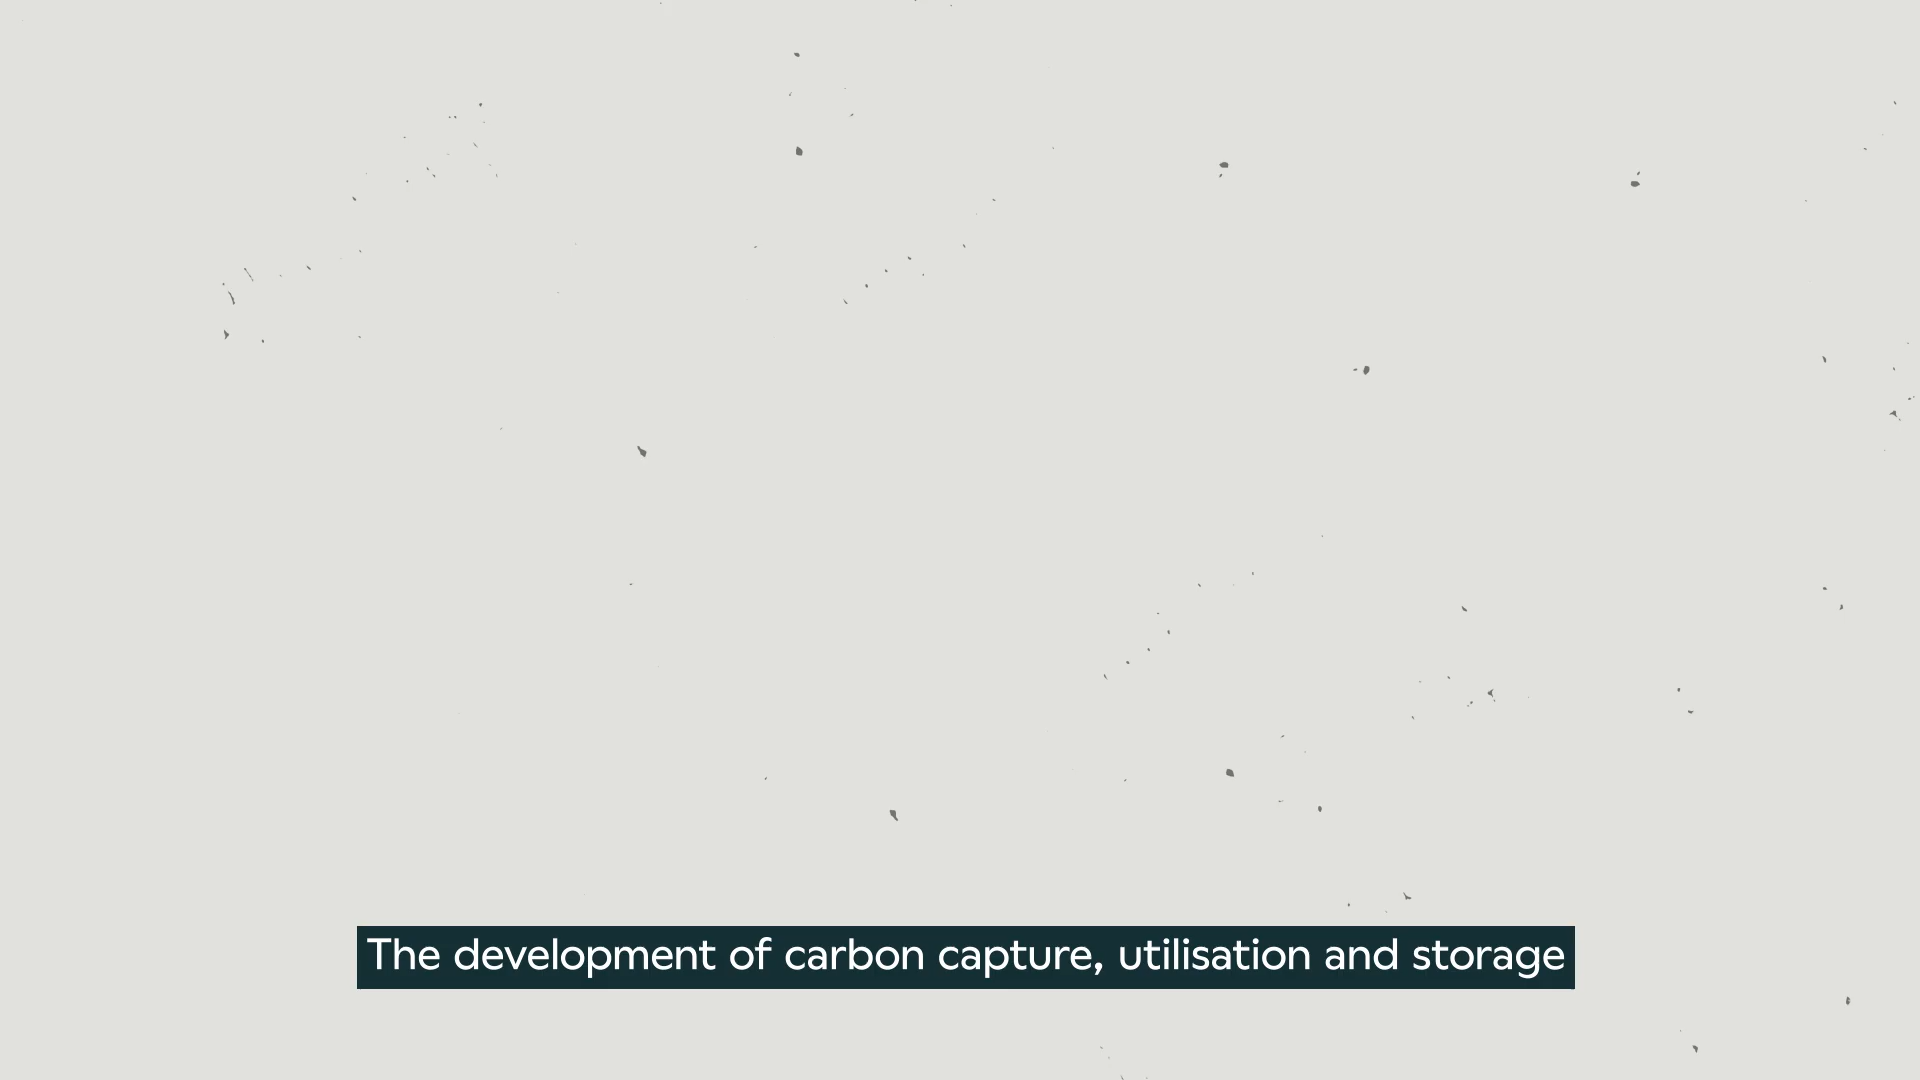 The development of carbon capture, utilisation and storage